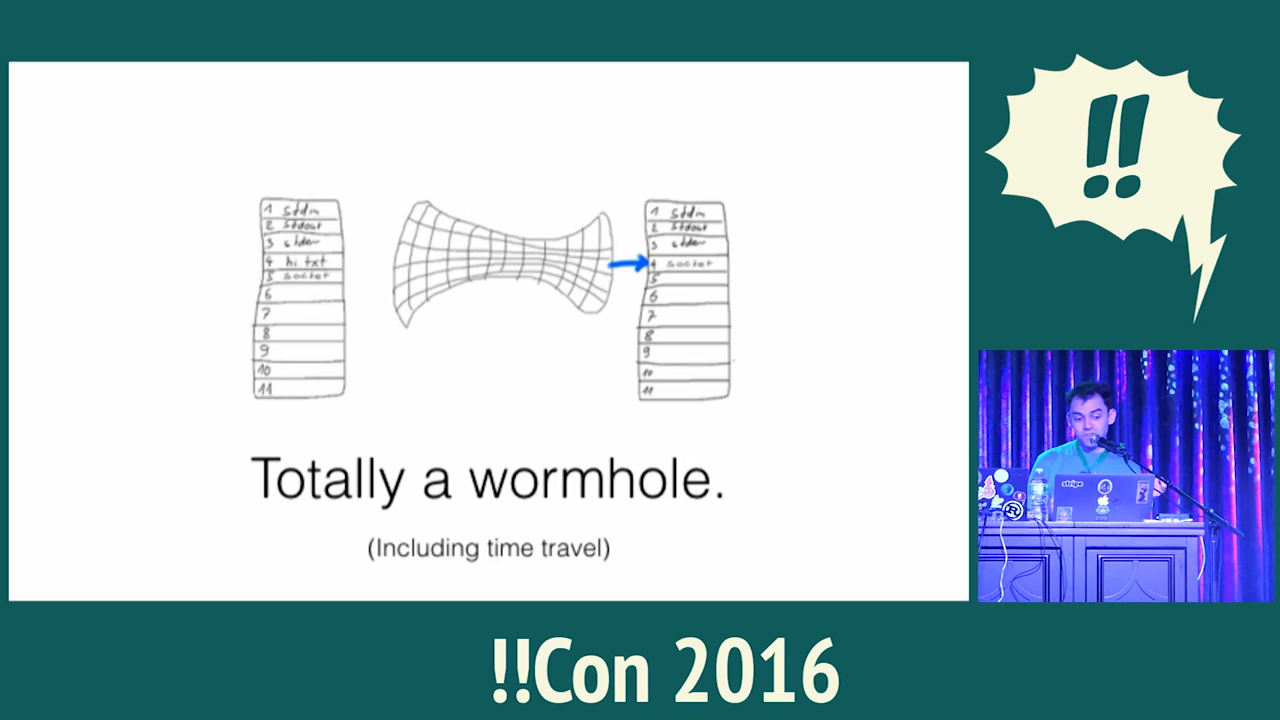 1 stdin
2 stdout
3 stderr
4 hi.txt
5 socket
6
7
8
9
10
11
1 stdin
2 stdout
3 stderr
4 socket
5
6
7
8
9
10
11
Totally a wormhole.
(Including time travel)
!!
stripe
!!Con 2016